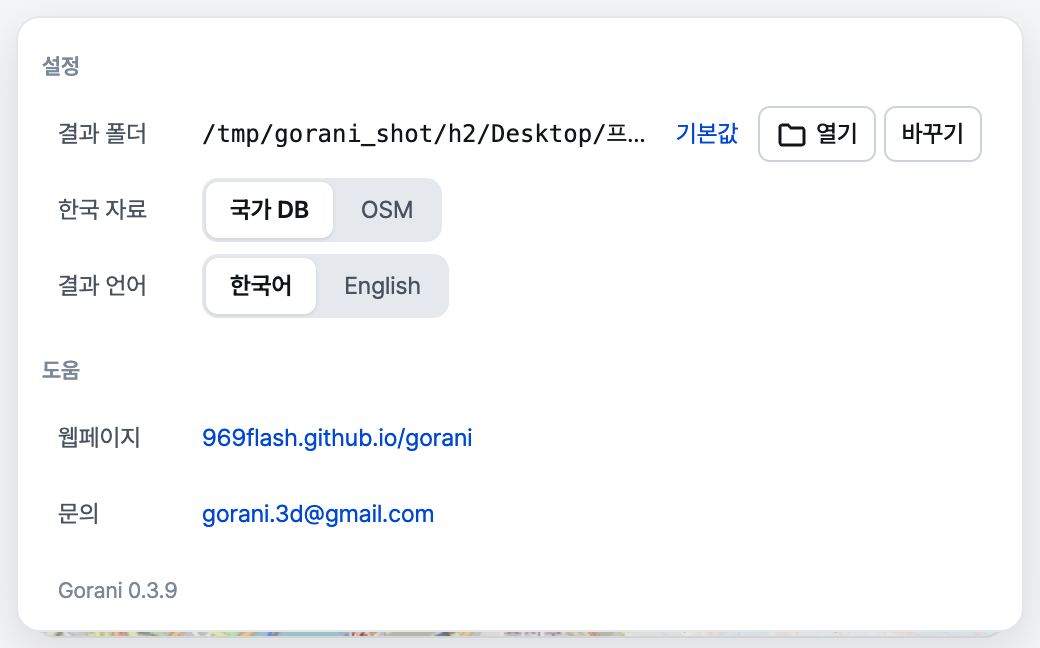 설정
결과 폴더 /tmp/gorani_shot/h2/Desktop/프... 기본값 열기 바꾸기
한국 자료 국가 DB OSM
결과 언어 한국어 English
도움
웹페이지 969flash.github.io/gorani
문의 gorani.3d@gmail.com
Gorani 0.3.9